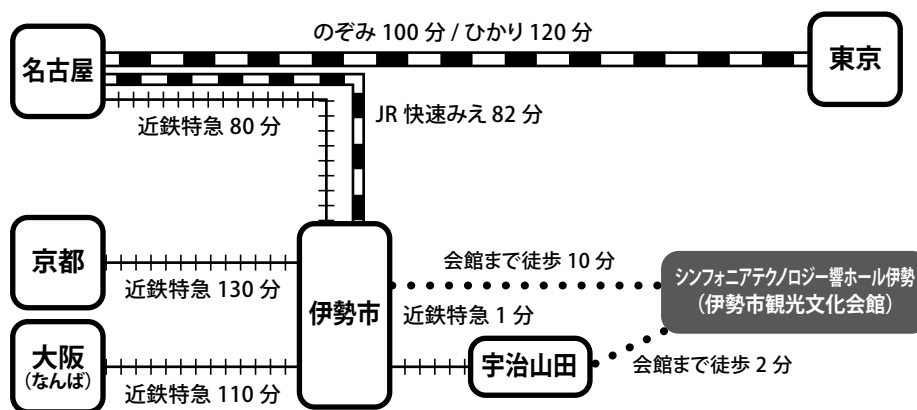 のぞみ 100 分 / ひかり 120 分
名古屋
東京
JR 快速みえ 82 分
近鉄特急 80 分
京都
近鉄特急 130 分
伊勢市
会館まで徒歩 10 分
シンフォニアテクノロジー響ホール伊勢
(伊勢市観光文化会館)
近鉄特急 1 分
大阪
(なんば)
近鉄特急 110 分
宇治山田
会館まで徒歩 2 分